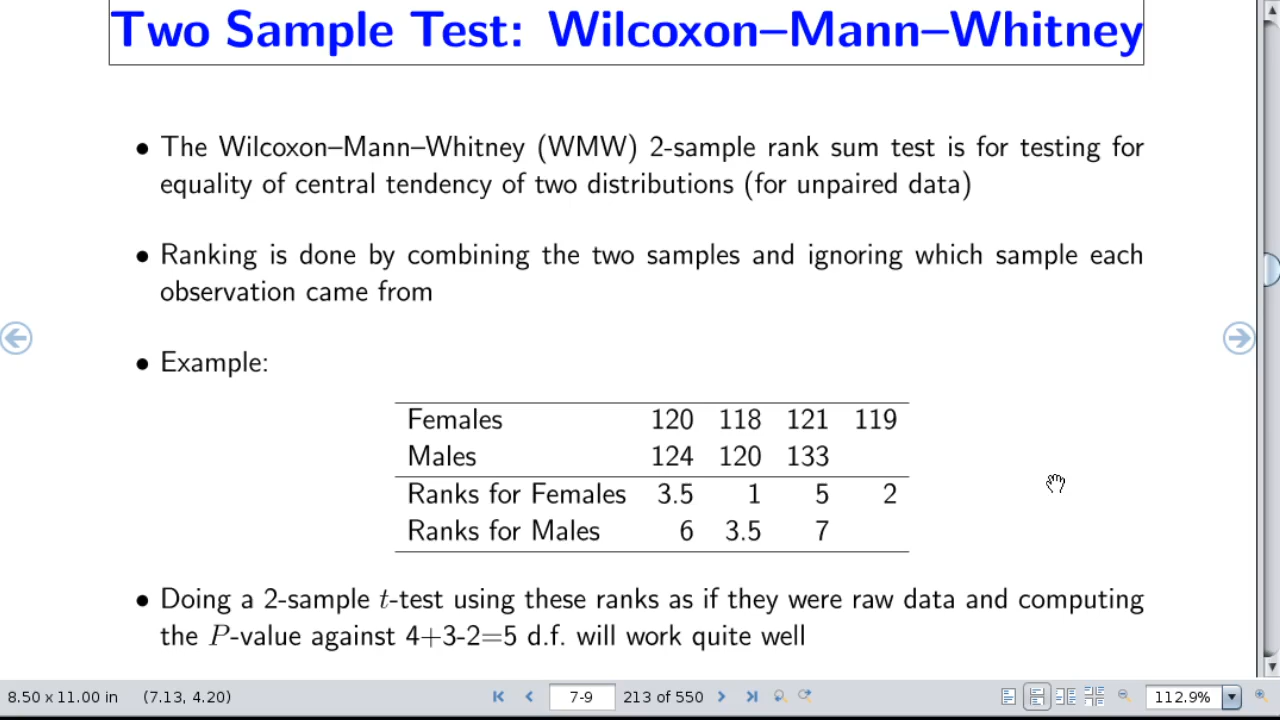 Two Sample Test: Wilcoxon–Mann–Whitney
• The Wilcoxon–Mann–Whitney (WMW) 2-sample rank sum test is for testing for
equality of central tendency of two distributions (for unpaired data)
• Ranking is done by combining the two samples and ignoring which sample each
observation came from
• Example:
Females 120 118 121 119
Males 124 120 133
Ranks for Females 3.5 1 5 2
Ranks for Males 6 3.5 7
• Doing a 2-sample t-test using these ranks as if they were raw data and computing
the P-value against 4+3-2=5 d.f. will work quite well
8.50 x 11.00 in (7.13, 4.20) 7-9 213 of 550 112.9%